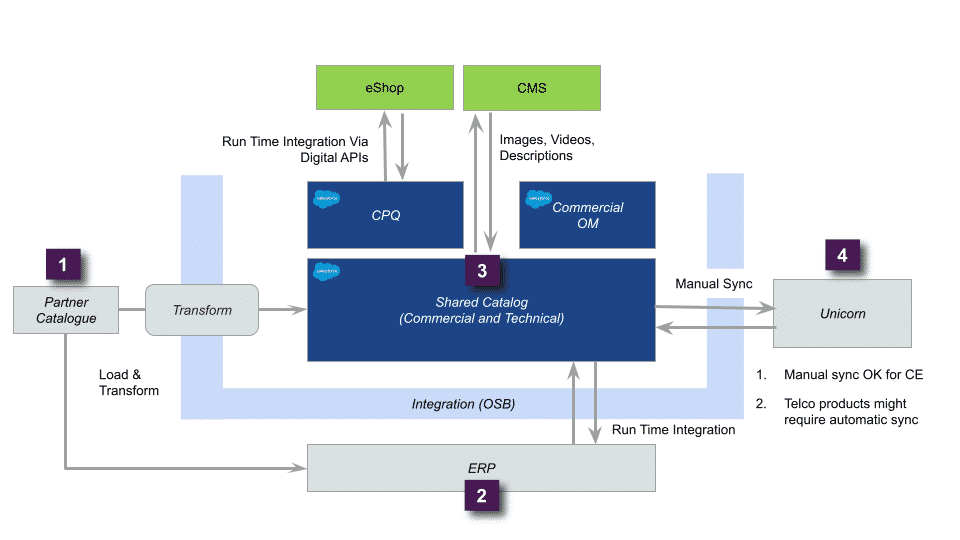 eShop
CMS
Run Time Integration Via
Digital APIs
Images, Videos,
Descriptions
CPQ
Commercial
OM
1
3
4
Manual Sync
Partner
Catalogue
Transform
Shared Catalog
(Commercial and Technical)
Unicorn
Load &
Transform
1. Manual sync OK for CE
2. Telco products might
require automatic sync
Integration (OSB)
Run Time Integration
ERP
2